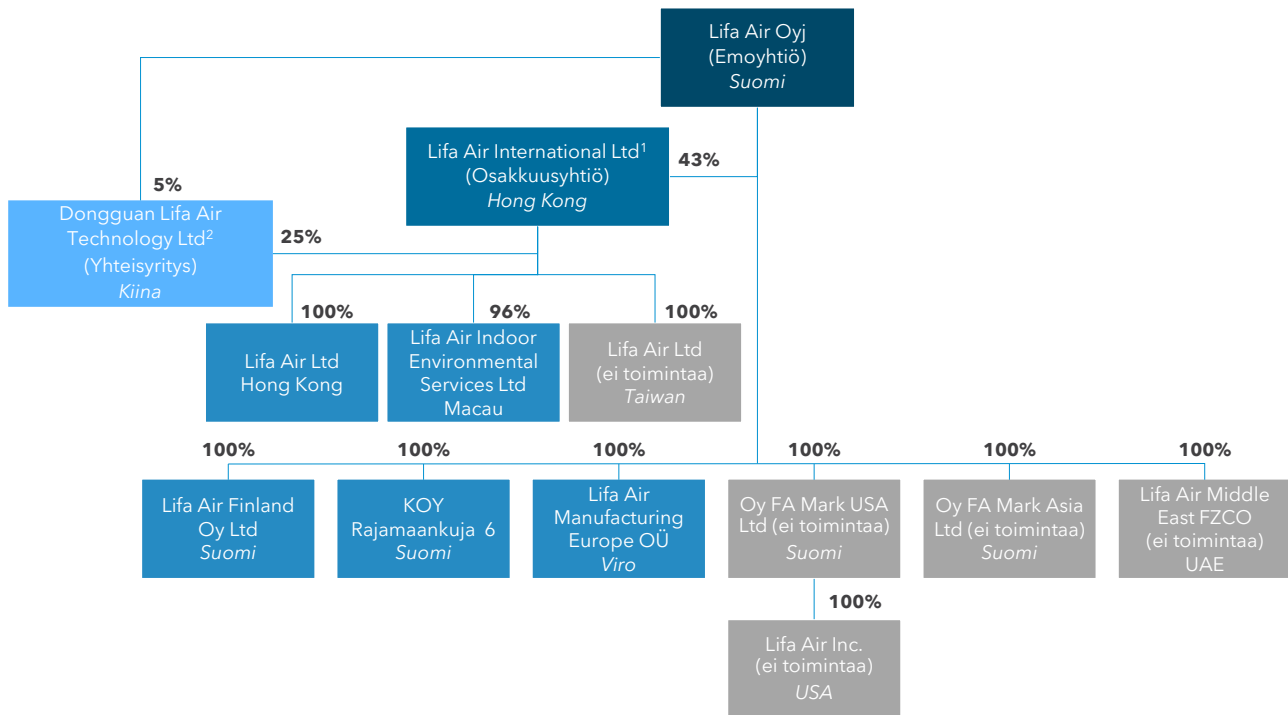 Lifa Air Oyj
(Emoyhtiö)
Suomi
Lifa Air International Ltd1
(Osakkuusyhtiö)
Hong Kong
43%
5%
Dongguan Lifa Air
Technology Ltd2
(Yhteisyritys)
Kiina
25%
100%
96%
100%
Lifa Air Ltd
Hong Kong
Lifa Air Indoor
Environmental
Services Ltd
Macau
Lifa Air Ltd
(ei toimintaa)
Taiwan
100%
100%
100%
100%
100%
100%
Lifa Air Finland
Oy Ltd
Suomi
KOY
Rajamaankuja 6
Suomi
Lifa Air
Manufacturing
Europe OÜ
Viro
Oy FA Mark USA
Ltd (ei toimintaa)
Suomi
Oy FA Mark Asia
Ltd (ei toimintaa)
Suomi
Lifa Air Middle
East FZCO
(ei toimintaa)
UAE
100%
Lifa Air Inc.
(ei toimintaa)
USA